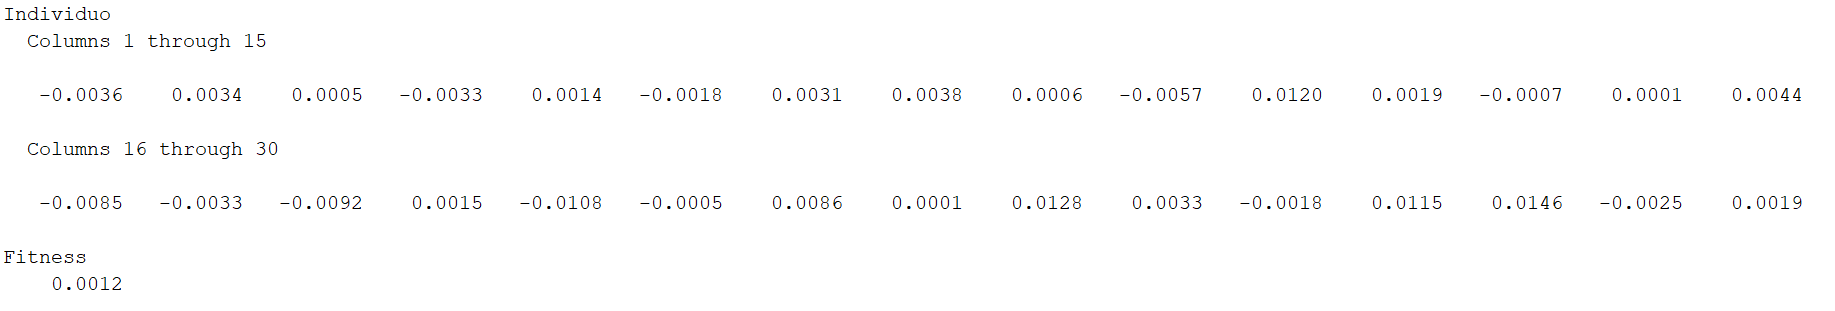 Individuo
Columns 1 through 15
-0.0036 0.0034 0.0005 -0.0033 0.0014 -0.0018 0.0031 0.0038 0.0006 -0.0057 0.0120 0.0019 -0.0007 0.0001 0.0044
Columns 16 through 30
-0.0085 -0.0033 -0.0092 0.0015 -0.0108 -0.0005 0.0086 0.0001 0.0128 0.0033 -0.0018 0.0115 0.0146 -0.0025 0.0019
Fitness
0.0012